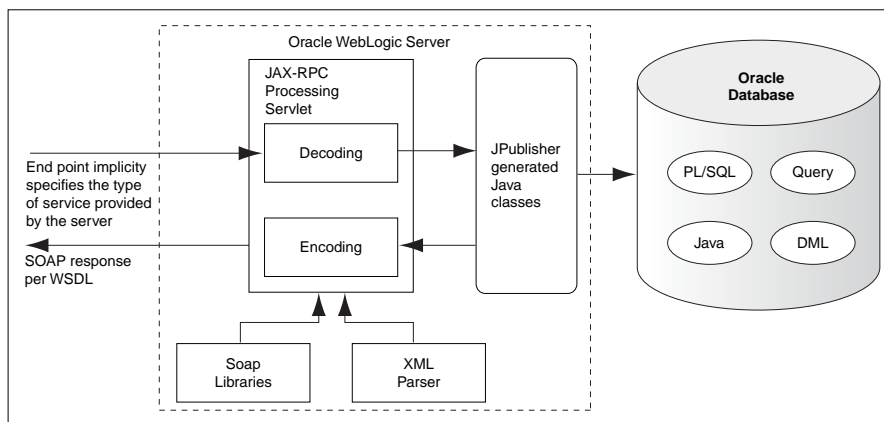 Oracle WebLogic Server
JAX-RPC
Processing
Servlet
Decoding
End point implicity
specifies the type
of service provided
by the server
Encoding
SOAP response
per WSDL
JPublisher
generated
Java
classes
Soap
Libraries
XML
Parser
Oracle
Database
PL/SQL
Query
Java
DML